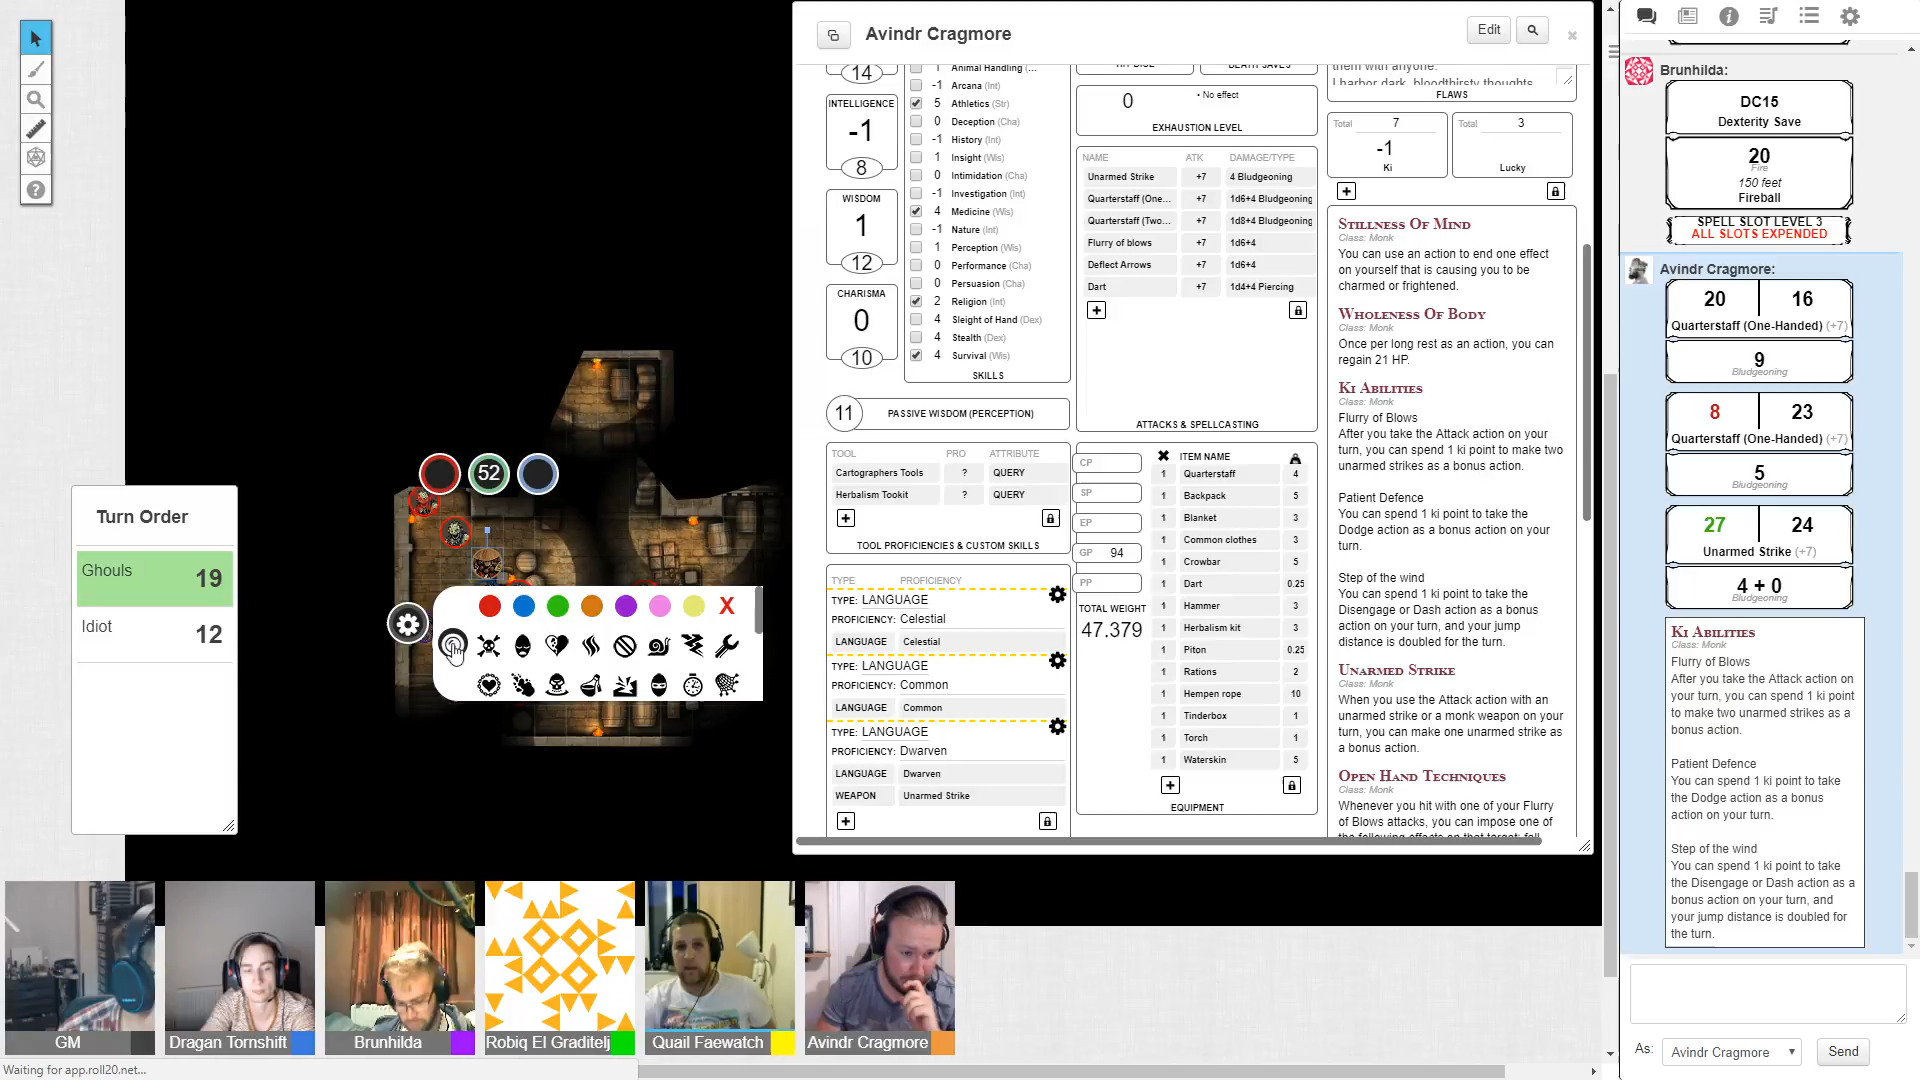 Avindr Cragmore
Edit
14
INTELLIGENCE
-1
8
WISDOM
1
12
CHARISMA
0
10
1 Animal Handling (...
-1 Arcana (Int)
5 Athletics (Str)
0 Deception (Cha)
-1 History (Int)
1 Insight (Wis)
0 Intimidation (Cha)
-1 Investigation (Int)
4 Medicine (Wis)
-1 Nature (Int)
1 Perception (Wis)
0 Performance (Cha)
0 Persuasion (Cha)
2 Religion (Int)
4 Sleight of Hand (Dex)
4 Stealth (Dex)
4 Survival (Wis)
SKILLS
11 PASSIVE WISDOM (PERCEPTION)
TOOL PRO ATTRIBUTE
Cartographers Tools ? QUERY
Herbalism Tookit ? QUERY
TOOL PROFICIENCIES & CUSTOM SKILLS
TYPE PROFICIENCY
TYPE: LANGUAGE
PROFICIENCY: Celestial
LANGUAGE Celestial
TYPE: LANGUAGE
PROFICIENCY: Common
LANGUAGE Common
TYPE: LANGUAGE
PROFICIENCY: Dwarven
LANGUAGE Dwarven
WEAPON Unarmed Strike
HIT DICE
DEATH SAVES
0
• No effect
EXHAUSTION LEVEL
NAME ATK DAMAGE/TYPE
Unarmed Strike +7 4 Bludgeoning
Quarterstaff (One... +7 1d6+4 Bludgeoning
Quarterstaff (Two... +7 1d8+4 Bludgeoning
Flurry of blows +7 1d6+4
Deflect Arrows +7 1d6+4
Dart +7 1d4+4 Piercing
ATTACKS & SPELLCASTING
CP
SP
EP
GP 94
PP
TOTAL WEIGHT
47.379
ITEM NAME
1 Quarterstaff 4
1 Backpack 5
1 Blanket 3
1 Common clothes 3
1 Crowbar 5
1 Dart 0.25
1 Hammer 3
1 Herbalism kit 3
1 Piton 0.25
1 Rations 2
1 Hempen rope 10
1 Tinderbox 1
1 Torch 1
1 Waterskin 5
EQUIPMENT
them with anyone.
I harbor dark, bloodthirsty thoughts
FLAWS
Total 7
-1
Ki
Total 3
Lucky
STILLNESS OF MIND
Class: Monk
You can use an action to end one effect
on yourself that is causing you to be
charmed or frightened.
WHOLENESS OF BODY
Once per long rest as an action, you can
regain 21 HP.
KI ABILITIES
Class: Monk
Flurry of Blows
After you take the Attack action on your
turn, you can spend 1 ki point to make two
unarmed strikes as a bonus action.
Patient Defence
You can spend 1 ki point to take the
Dodge action as a bonus action on your
turn.
Step of the wind
You can spend 1 ki point to take the
Disengage or Dash action as a bonus
action on your turn, and your jump
distance is doubled for the turn.
UNARMED STRIKE
Class: Monk
When you use the Attack action with an
unarmed strike or a monk weapon on your
turn, you can make one unarmed strike as
a bonus action.
OPEN HAND TECHNIQUES
Class: Monk
Whenever you hit with one of your Flurry
of Blows attacks, you can impose one of
the following effects on that target: fall
52
X
Turn Order
Ghouls 19
Idiot 12
GM
Dragan Tornshift
Brunhilda
Robiq El Graditelj
Quail Faewatch
Avindr Cragmore
Waiting for app.roll20.net...
Brunhilda:
DC15
Dexterity Save
20
Fire
150 feet
Fireball
SPELL SLOT LEVEL 3
ALL SLOTS EXPENDED
Avindr Cragmore:
20 16
Quarterstaff (One-Handed) (+7)
9
Bludgeoning
8 23
Quarterstaff (One-Handed) (+7)
5
Bludgeoning
27 24
Unarmed Strike (+7)
4 + 0
Bludgeoning
KI ABILITIES
Class: Monk
Flurry of Blows
After you take the Attack action on
your turn, you can spend 1 ki point
to make two unarmed strikes as a
bonus action.
Patient Defence
You can spend 1 ki point to take
the Dodge action as a bonus
action on your turn.
Step of the wind
You can spend 1 ki point to take
the Disengage or Dash action as a
bonus action on your turn, and
your jump distance is doubled for
the turn.
As: Avindr Cragmore
Send